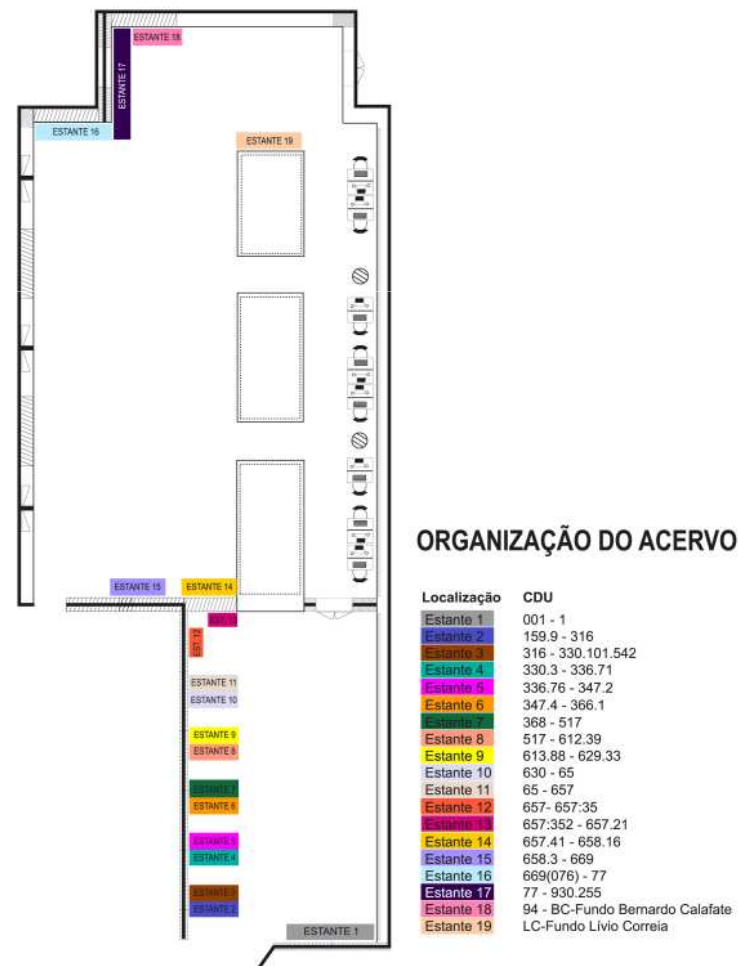 ESTANTE 18
ESTANTE 17
ESTANTE 16
ESTANTE 19
ESTANTE 15
ESTANTE 14
EST. 13
EST. 12
ESTANTE 11
ESTANTE 10
ESTANTE 9
ESTANTE 8
ESTANTE 7
ESTANTE 6
ESTANTE 5
ESTANTE 4
ESTANTE 3
ESTANTE 2
ESTANTE 1
ORGANIZAÇÃO DO ACERVO
Localização CDU
Estante 1 001 - 1
Estante 2 159.9 - 316
Estante 3 316 - 330.101.542
Estante 4 330.3 - 336.71
Estante 5 336.76 - 347.2
Estante 6 347.4 - 366.1
Estante 7 368 - 517
Estante 8 517 - 612.39
Estante 9 613.88 - 629.33
Estante 10 630 - 65
Estante 11 65 - 657
Estante 12 657- 657:35
Estante 13 657:352 - 657.21
Estante 14 657.41 - 658.16
Estante 15 658.3 - 669
Estante 16 669(076) - 77
Estante 17 77 - 930.255
Estante 18 94 - BC-Fundo Bernardo Calafate
Estante 19 LC-Fundo Lívio Correia